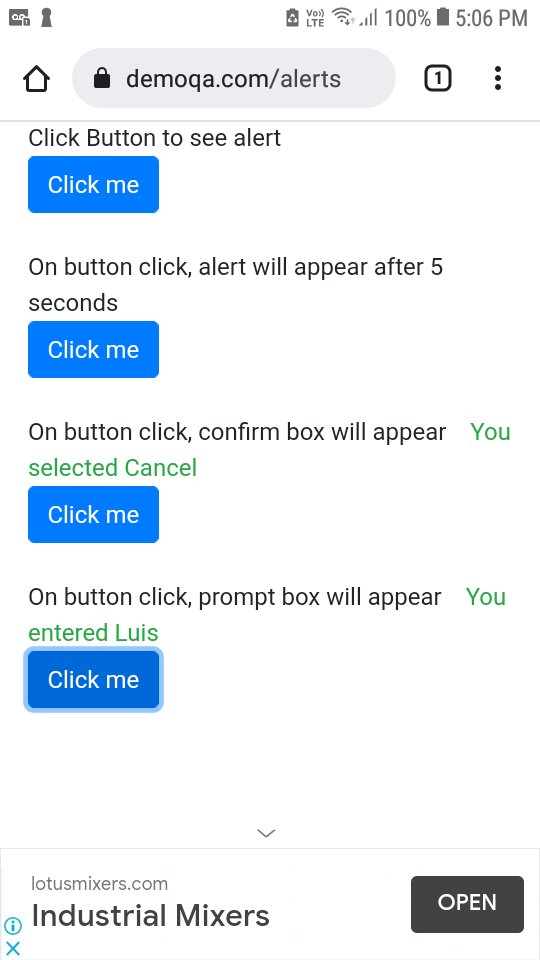 Vo) 100% 5:06 PM
LTE
demoqa.com/alerts 1
Click Button to see alert
Click me
On button click, alert will appear after 5
seconds
Click me
On button click, confirm box will appear You
selected Cancel
Click me
On button click, prompt box will appear You
entered Luis
Click me
lotusmixers.com
Industrial Mixers
OPEN